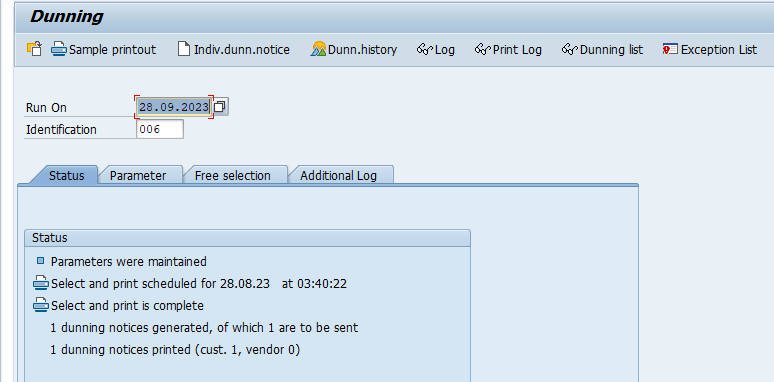 Dunning
Sample printout Indiv.dunn.notice Dunn.history Log Print Log Dunning list Exception List
Run On 28.09.2023
Identification 006
Status Parameter Free selection Additional Log
Status
Parameters were maintained
Select and print scheduled for 28.08.23 at 03:40:22
Select and print is complete
1 dunning notices generated, of which 1 are to be sent
1 dunning notices printed (cust. 1, vendor 0)